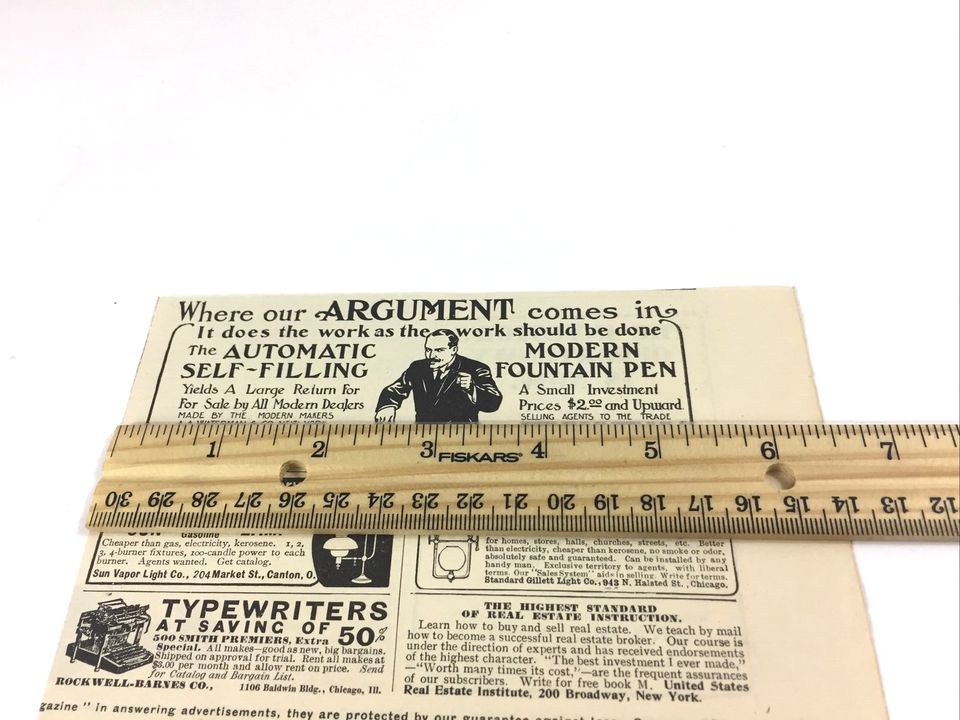 Where our ARGUMENT comes in
It does the work as the work should be done
The AUTOMATIC
SELF-FILLING
Yields A Large Return For
For Sale by All Modern Dealers
MADE BY THE MODERN MAKERS
MODERN
FOUNTAIN PEN
A Small Investment
Prices $2.00 and Upward
SELLING AGENTS TO THE TRADE
1 2 3 FISKARS® 4 5 6 7
30 29 28 27 26 25 24 23 22 21 20 19 18 17 16 15 14 13 12
Gasoline
Cheaper than gas, electricity, kerosene. 1, 2,
3, 4-burner fixtures, 100-candle power to each
burner. Agents wanted. Get catalog.
Sun Vapor Light Co., 204 Market St., Canton, O.
for homes, stores, halls, churches, streets, etc. Better
than electricity, cheaper than kerosene, no smoke or odor,
absolutely safe and guaranteed. Can be installed by any
handy man. Exclusive territory to agents, with liberal
terms. Our "Sales System" aids in selling. Write for terms.
Standard Gillett Light Co., 943 N. Halsted St., Chicago.
TYPEWRITERS
AT SAVING OF 50%
500 SMITH PREMIERS, Extra
Special. All makes—good as new, big bargains.
Shipped on approval for trial. Rent all makes at
$3.00 per month and allow rent on price. Send
for Catalog and Bargain List.
ROCKWELL-BARNES CO., 1106 Baldwin Bldg., Chicago, Ill.
THE HIGHEST STANDARD
OF REAL ESTATE INSTRUCTION.
Learn how to buy and sell real estate. We teach by mail
how to become a successful real estate broker. Our course is
under the direction of experts and has received endorsements
of the highest character. "The best investment I ever made,"
—"Worth many times its cost,"—are the frequent assurances
of our subscribers. Write for free book M. United States
Real Estate Institute, 200 Broadway, New York.
gazine" in answering advertisements, they are protected by our guarantee against